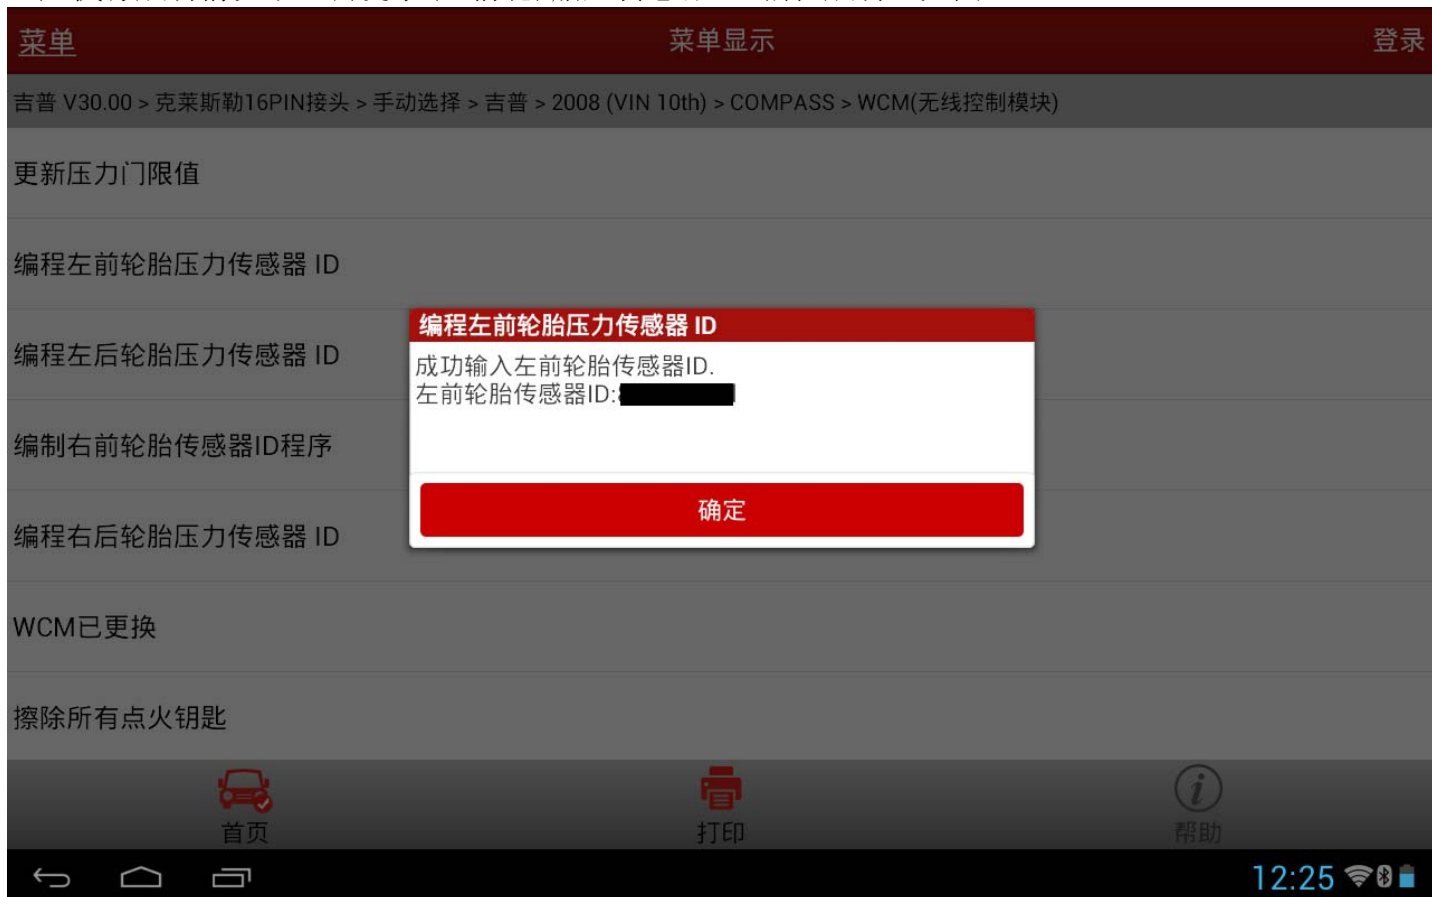 菜单
菜单显示
登录
吉普 V30.00 > 克莱斯勒16PIN接头 > 手动选择 > 吉普 > 2008 (VIN 10th) > COMPASS > WCM(无线控制模块)
更新压力门限值
编程左前轮胎压力传感器 ID
编程左后轮胎压力传感器 ID
编制右前轮胎传感器ID程序
编程右后轮胎压力传感器 ID
WCM已更换
擦除所有点火钥匙
编程左前轮胎压力传感器 ID
成功输入左前轮胎传感器ID.
左前轮胎传感器ID:
确定
首页
打印
帮助
12:25